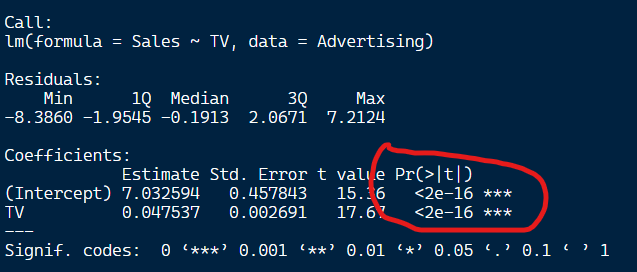 Call:
lm(formula = Sales ~ TV, data = Advertising)
Residuals:
    Min      1Q  Median      3Q     Max
-8.3860 -1.9545 -0.1913  2.0671  7.2124
Coefficients:
            Estimate Std. Error t value Pr(>|t|)
(Intercept) 7.032594   0.457843   15.36   <2e-16 ***
TV          0.047537   0.002691   17.67   <2e-16 ***
---
Signif. codes:  0 ‘***’ 0.001 ‘**’ 0.01 ‘*’ 0.05 ‘.’ 0.1 ‘ ’ 1